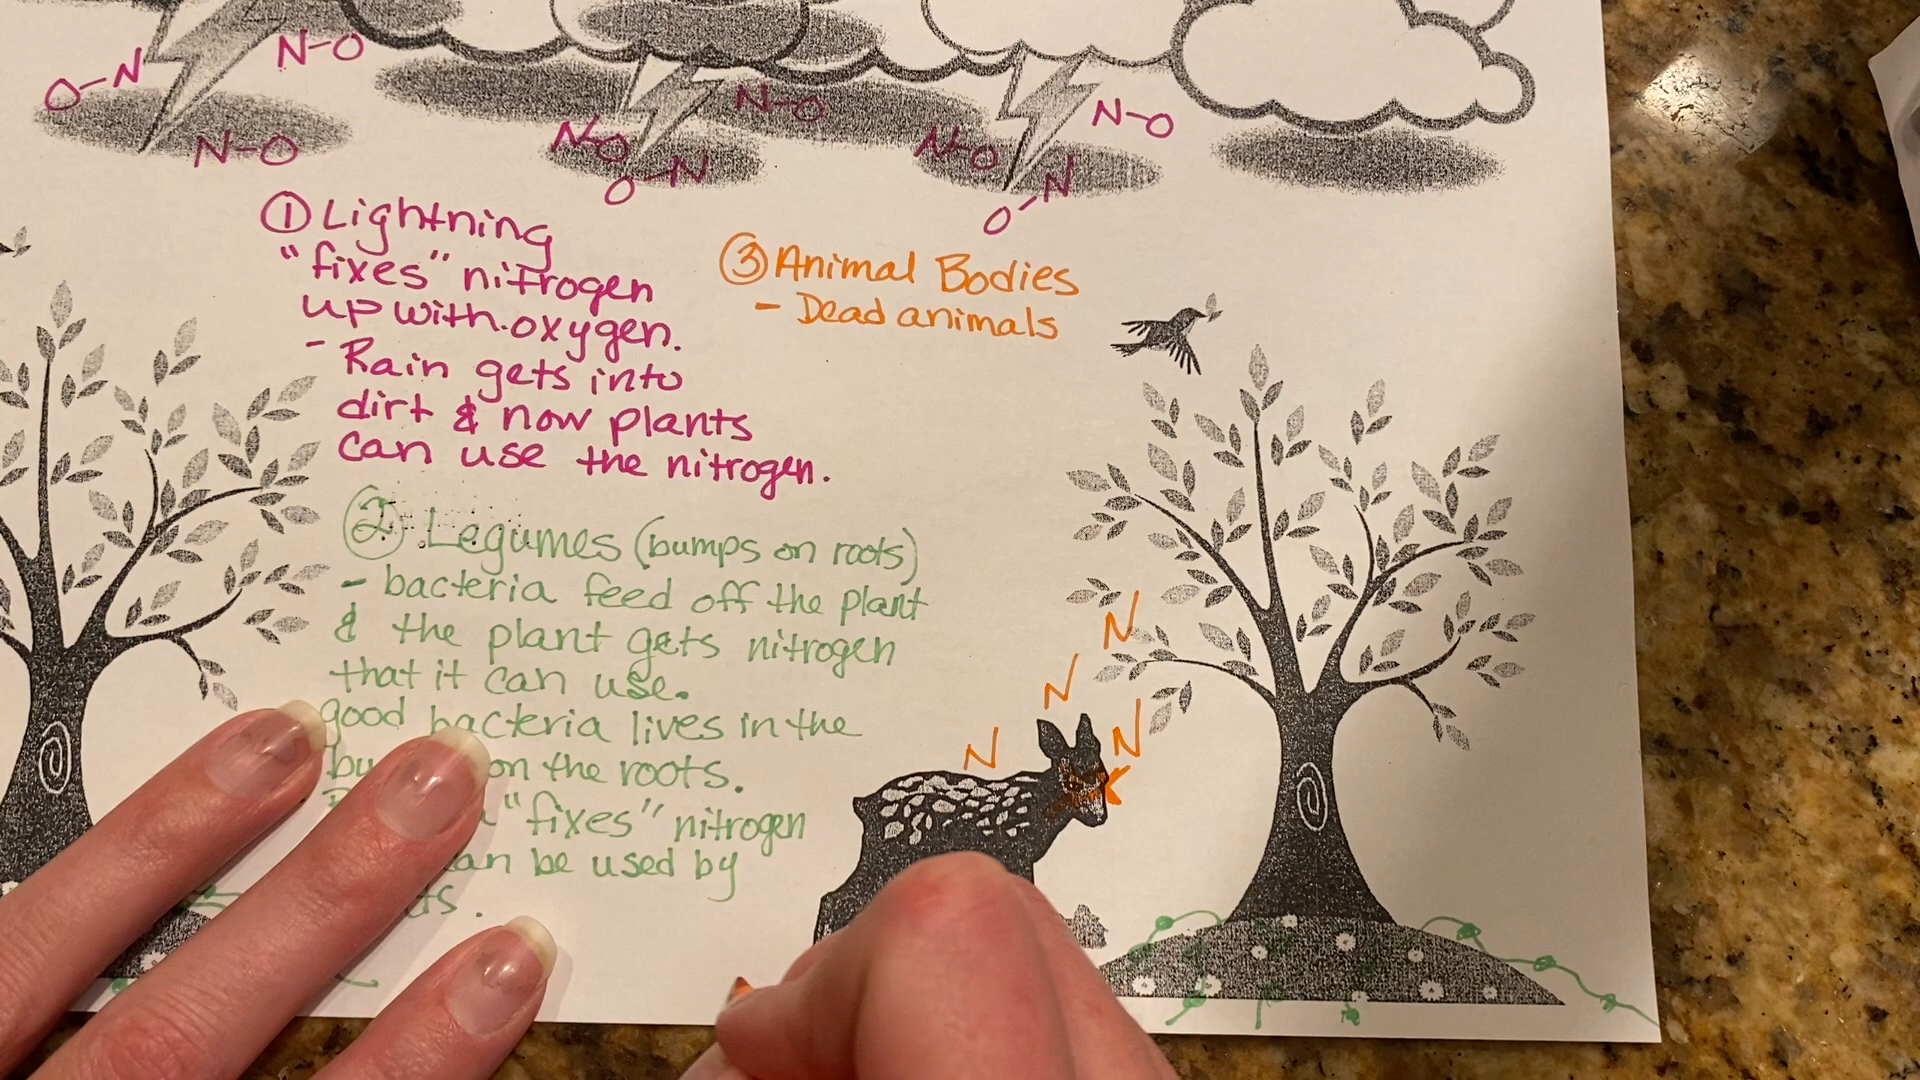 O-N
N-O
N-O
N-O
N-O
O-N
N-O
N-O
O-N
① Lightning
"fixes" nitrogen
up with oxygen.
- Rain gets into
dirt & now plants
can use the nitrogen.
② Legumes (bumps on roots)
- bacteria feed off the plant
& the plant gets nitrogen
that it can use.
good bacteria lives in the
on the roots.
"fixes" nitrogen
be used by
③ Animal Bodies
- Dead animals
N
N
N
N